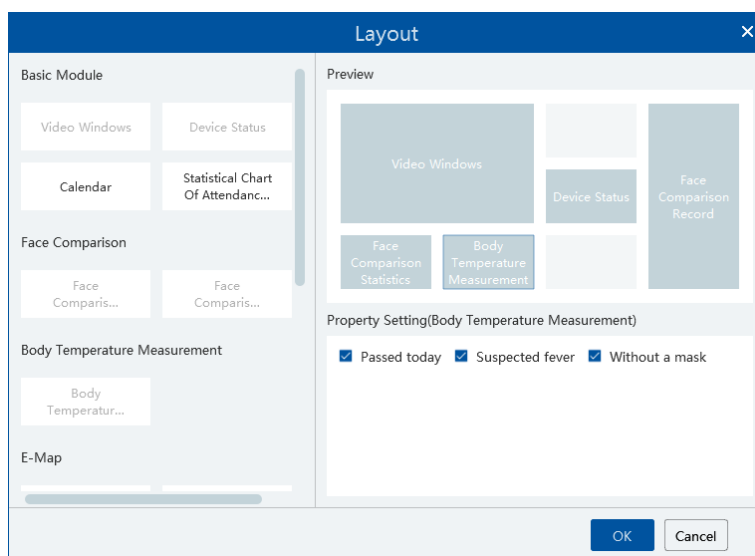 Layout
Basic Module
Video Windows
Device Status
Calendar
Statistical Chart
Of Attendanc...
Face Comparison
Face
Comparis...
Face
Comparis...
Body Temperature Measurement
Body
Temperatur...
E-Map
Preview
Video Windows
Device Status
Face
Comparison
Record
Face
Comparison
Statistics
Body
Temperature
Measurement
Property Setting(Body Temperature Measurement)
Passed today
Suspected fever
Without a mask
OK
Cancel